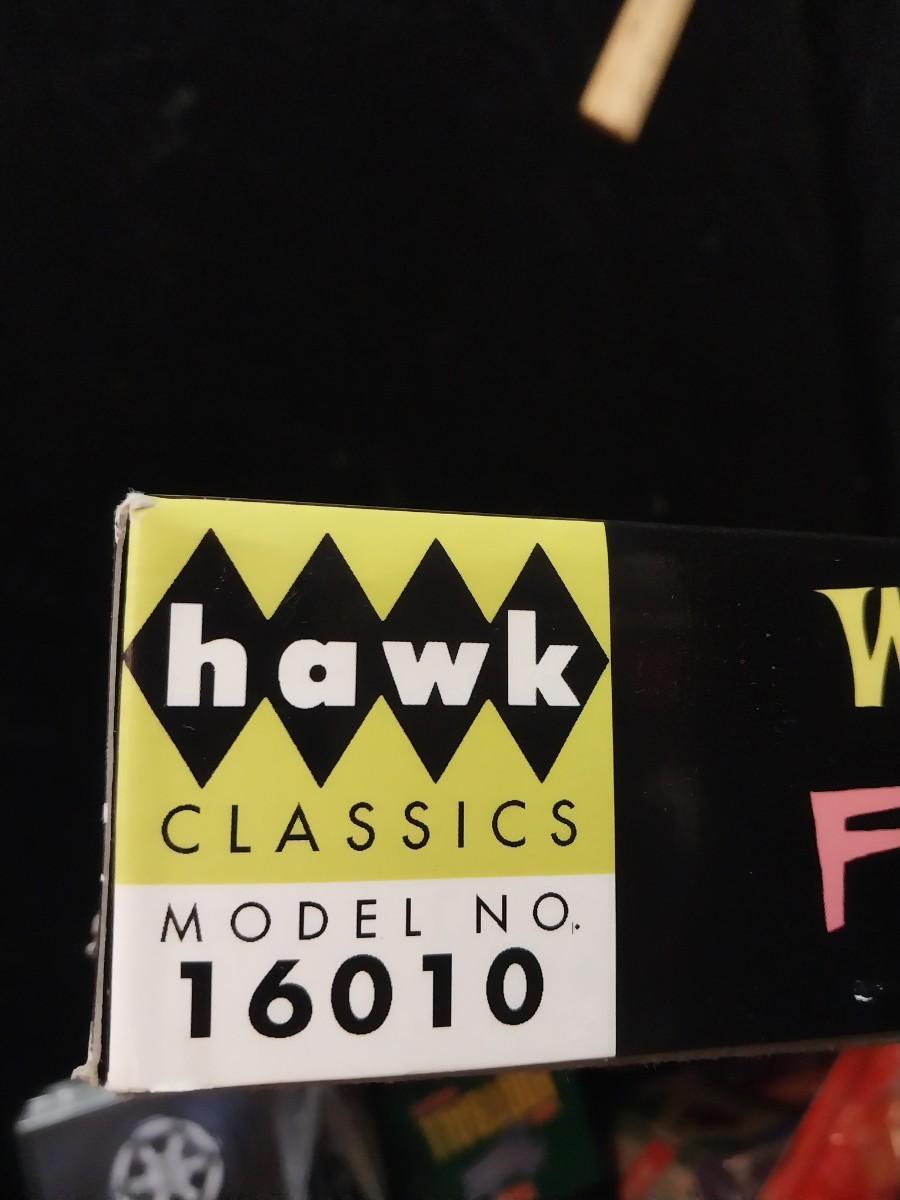 hawk
CLASSICS
MODEL NO.
16010
W
F